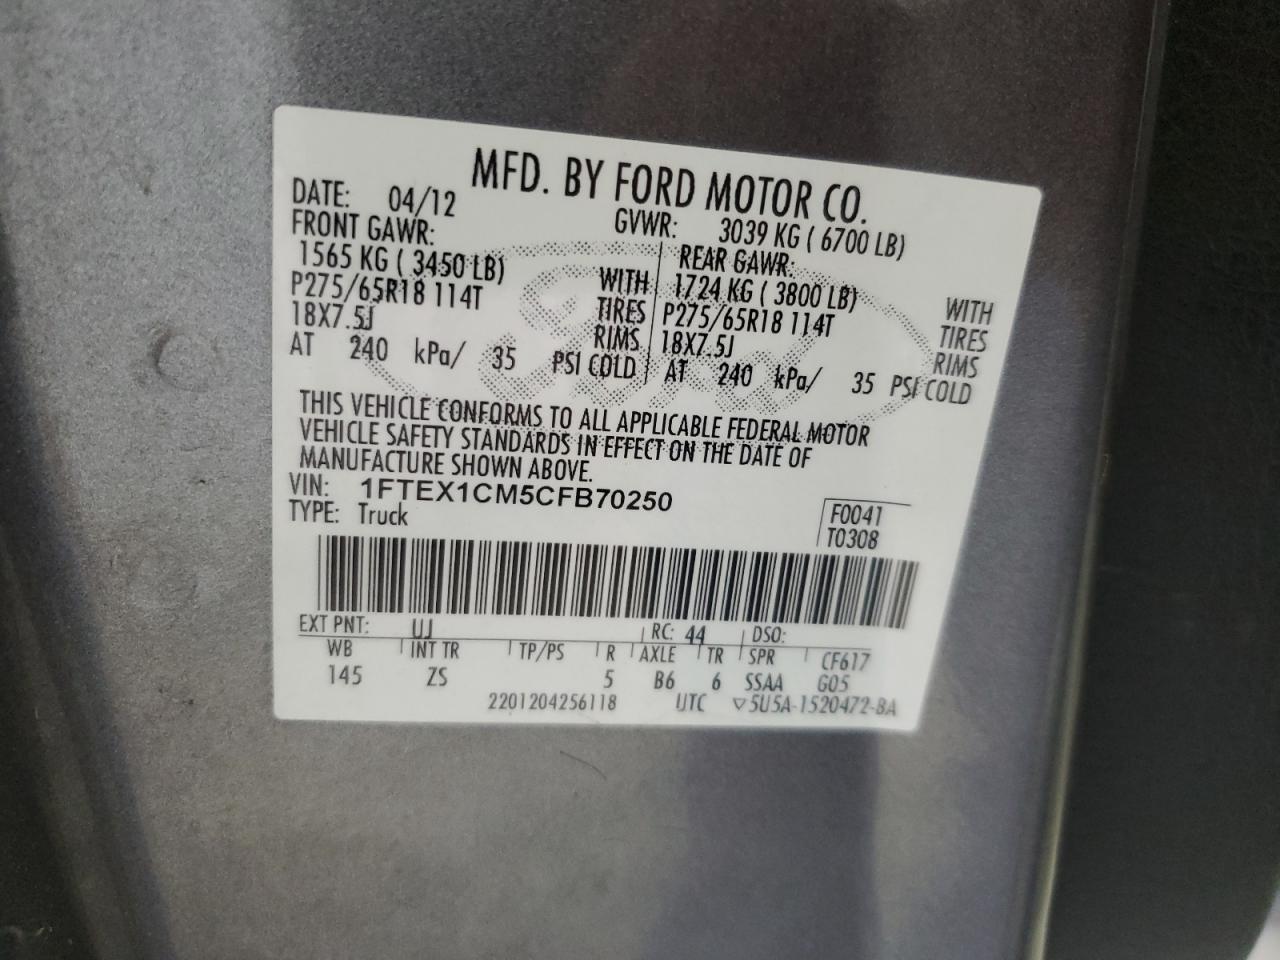 MFD. BY FORD MOTOR CO.
DATE: 04/12 GVWR: 3039 KG ( 6700 LB)
FRONT GAWR: REAR GAWR:
1565 KG ( 3450 LB) WITH 1724 KG ( 3800 LB) WITH
P275/65R18 114T TIRES P275/65R18 114T TIRES
18X7.5J RIMS 18X7.5J RIMS
AT 240 kPa/ 35 PSI COLD AT 240 kPa/ 35 PSI COLD
THIS VEHICLE CONFORMS TO ALL APPLICABLE FEDERAL MOTOR
VEHICLE SAFETY STANDARDS IN EFFECT ON THE DATE OF
MANUFACTURE SHOWN ABOVE.
VIN: 1FTEX1CM5CFB70250
TYPE: Truck
F0041
T0308
EXT PNT: UJ RC: 44 DSO:
WB INT TR TP/PS R AXLE TR SPR CF617
145 ZS 5 B6 6 SSAA G05
2201204256118 UTC ▽5U5A-1520472-BA